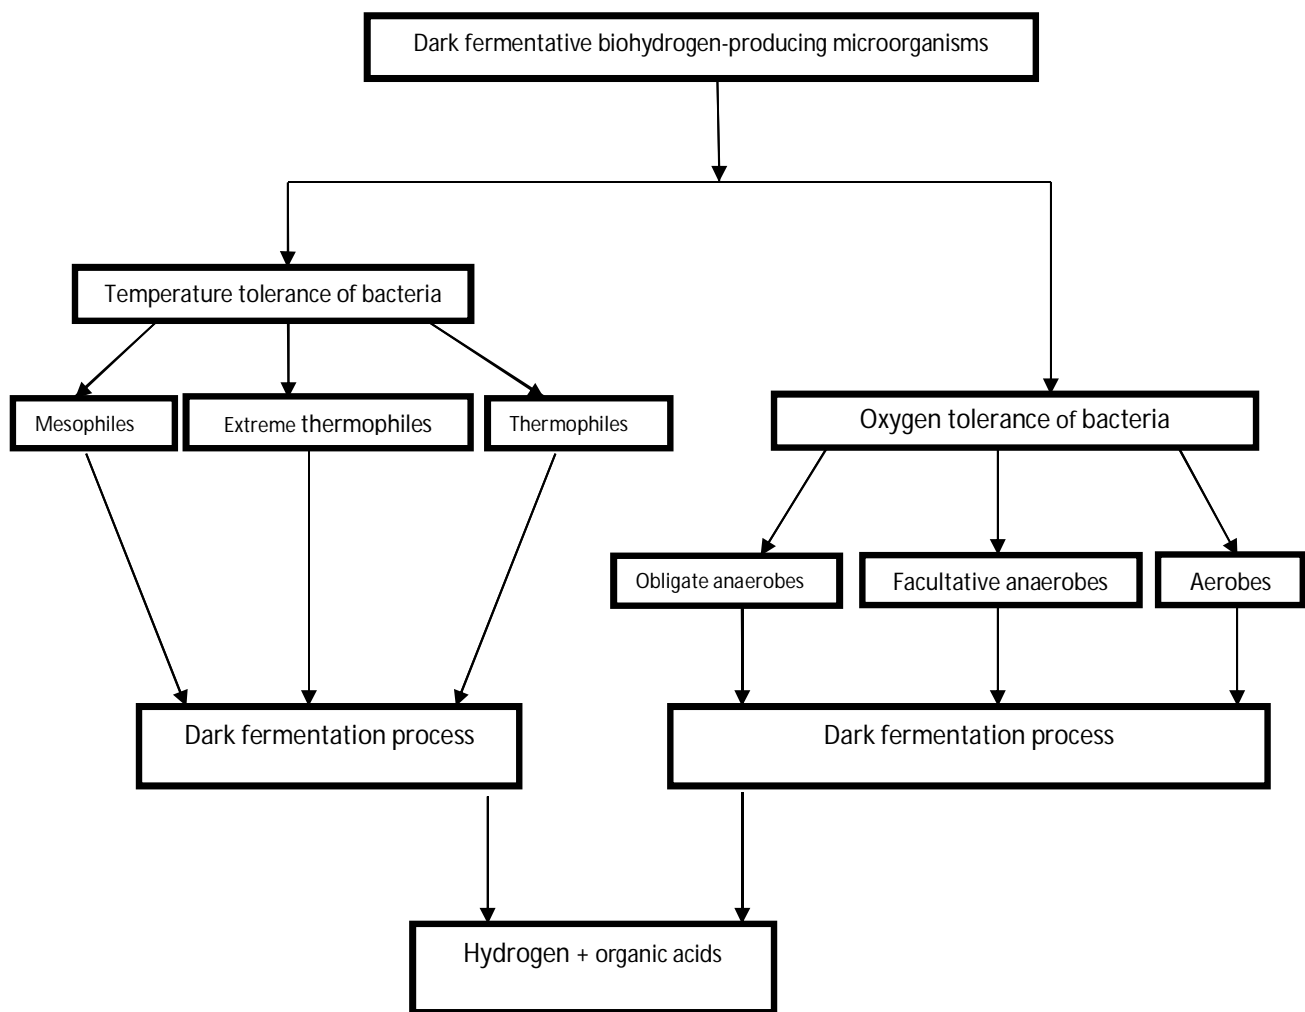 Dark fermentative biohydrogen-producing microorganisms
Temperature tolerance of bacteria
Mesophiles
Extreme thermophiles
Thermophiles
Oxygen tolerance of bacteria
Obligate anaerobes
Facultative anaerobes
Aerobes
Dark fermentation process
Dark fermentation process
Hydrogen + organic acids